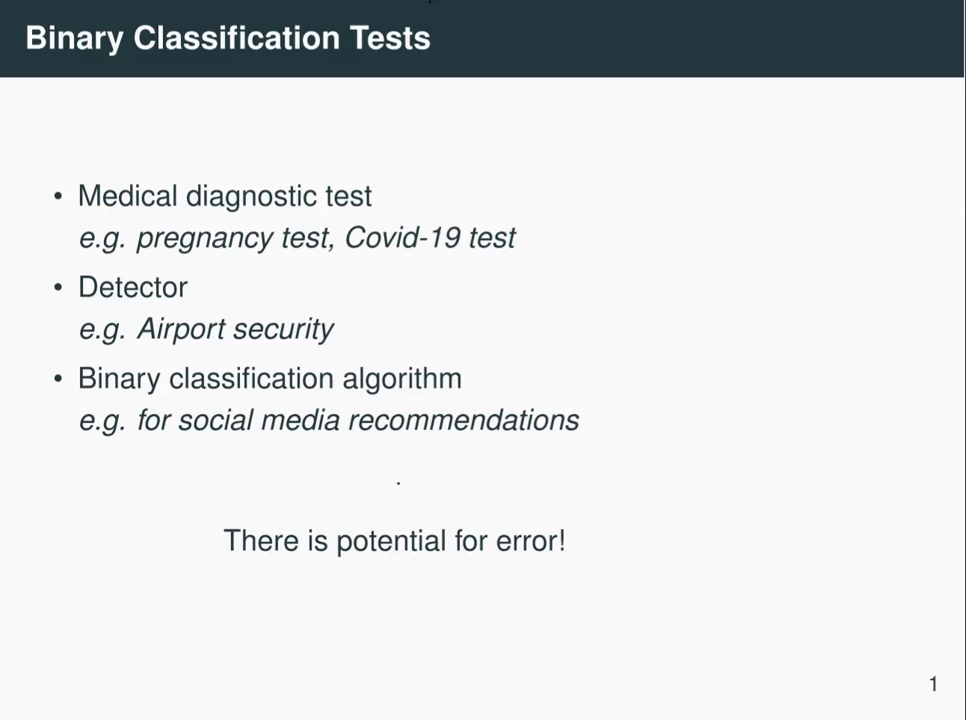 Binary Classification Tests
• Medical diagnostic test
e.g. pregnancy test, Covid-19 test
• Detector
e.g. Airport security
• Binary classification algorithm
e.g. for social media recommendations
There is potential for error!
1